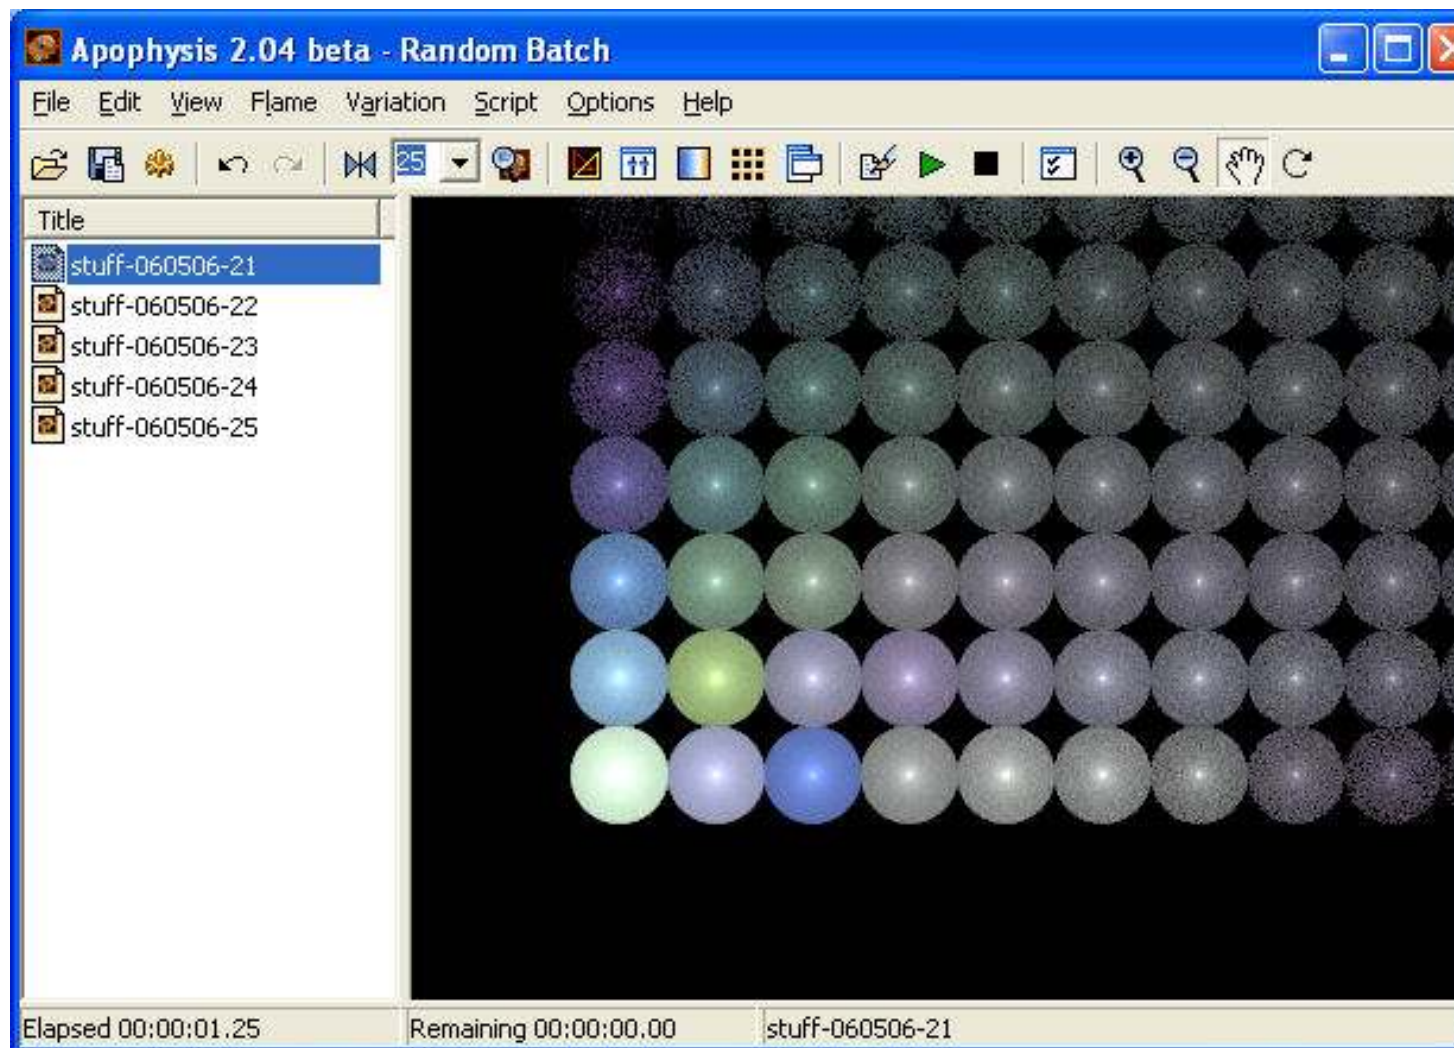 Apophysis 2.04 beta - Random Batch
File Edit View Flame Variation Script Options Help
25
Title
stuff-060506-21
stuff-060506-22
stuff-060506-23
stuff-060506-24
stuff-060506-25
Elapsed 00:00:01.25 Remaining 00:00:00.00 stuff-060506-21